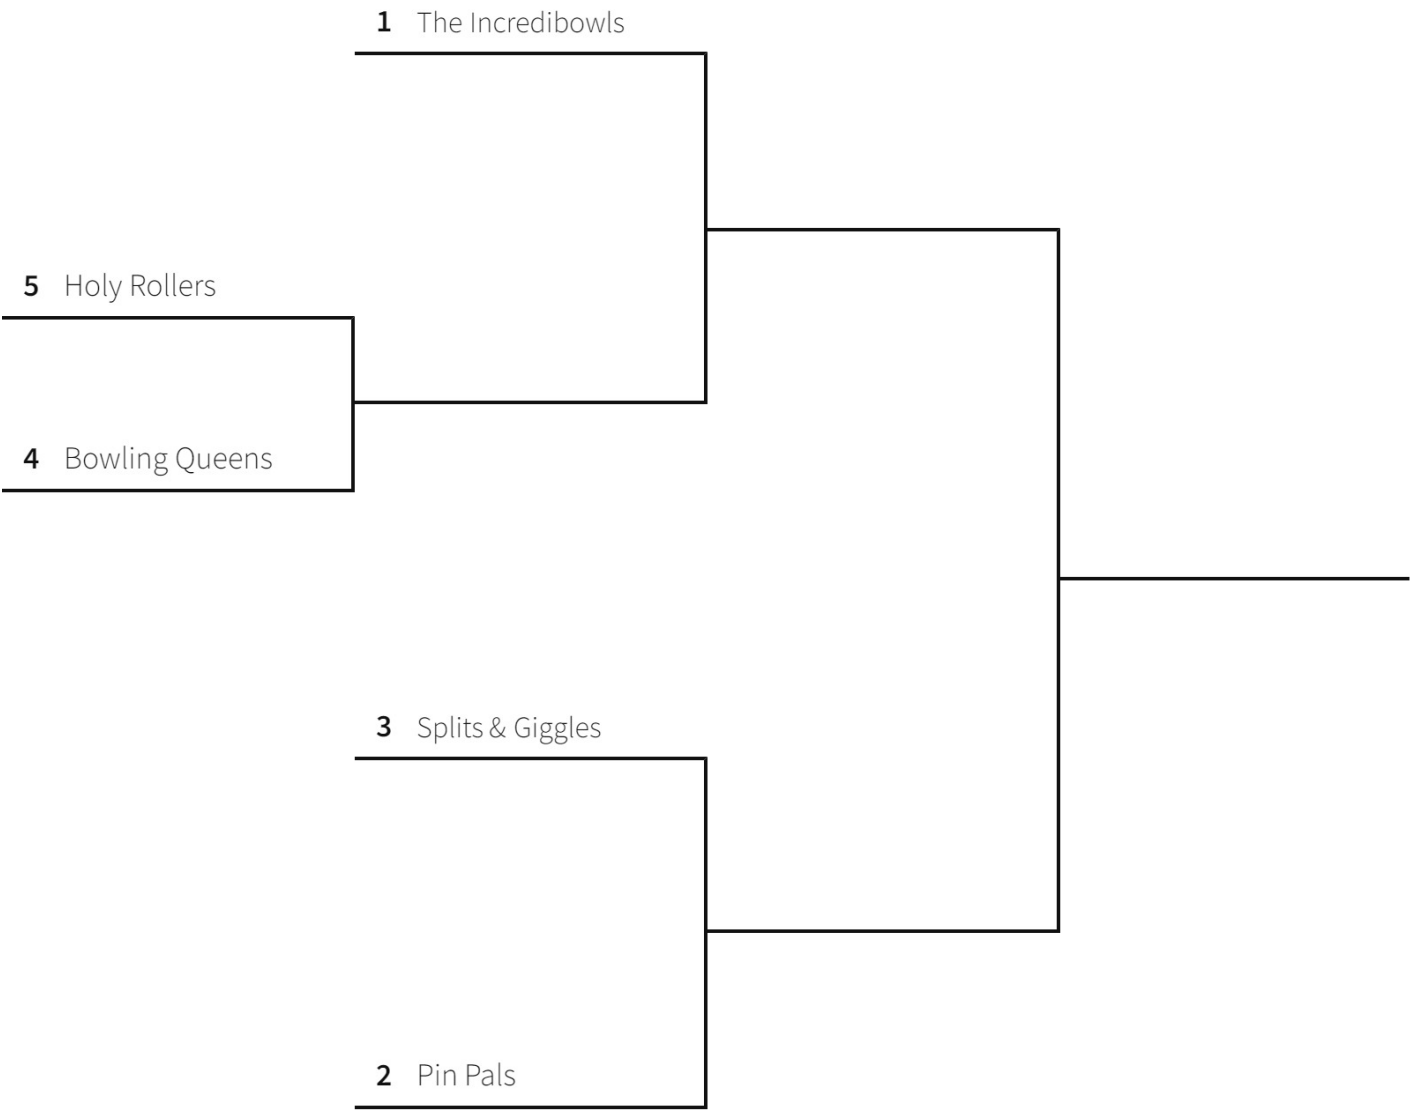 1 The Incredibowls
5 Holy Rollers
4 Bowling Queens
3 Splits & Giggles
2 Pin Pals